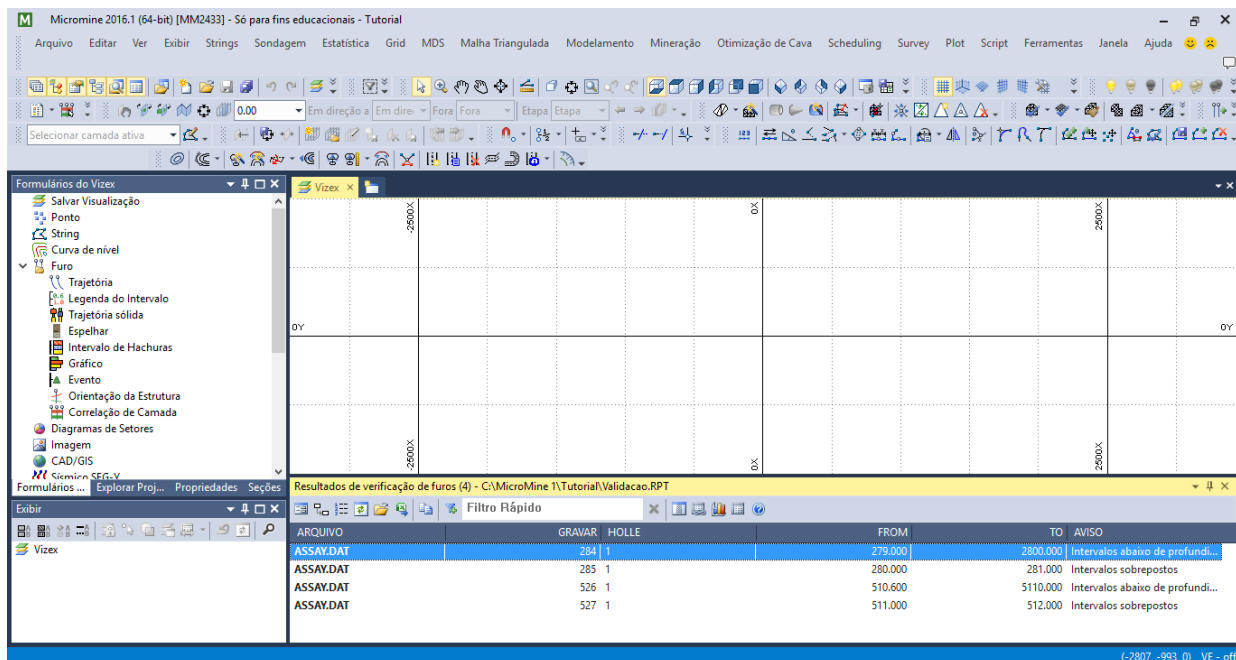 Micromine 2016.1 (64-bit) [MM2433] - Só para fins educacionais - Tutorial
Arquivo Editar Ver Exibir Strings Sondagem Estatística Grid MDS Malha Triangulada Modelamento Mineração Otimização de Cava Scheduling Survey Plot Script Ferramentas Janela Ajuda
0.00 Em direção a Em dire Fora Fora Etapa Etapa
Selecionar camada ativa
Formulários do Vizex
Salvar Visualização
Ponto
String
Curva de nível
Furo
Trajetória
Legenda do Intervalo
Trajetória sólida
Espelhar
Intervalo de Hachuras
Gráfico
Evento
Orientação da Estrutura
Correlação de Camada
Diagramas de Setores
Imagem
CAD/GIS
Sísmico SEG-Y
Formulários ... Explorar Proj... Propriedades Seções
Exibir
Vizex
Vizex
-2500X 0X 2500X
0Y 0Y
-2500X 0X 2500X
Resultados de verificação de furos (4) - C:\MicroMine 1\Tutorial\Validacao.RPT
Filtro Rápido
ARQUIVO GRAVAR HOLLE FROM TO AVISO
ASSAY.DAT 284 1 279.000 2800.000 Intervalos abaixo de profundi...
ASSAY.DAT 285 1 280.000 281.000 Intervalos sobrepostos
ASSAY.DAT 526 1 510.600 5110.000 Intervalos abaixo de profundi...
ASSAY.DAT 527 1 511.000 512.000 Intervalos sobrepostos
(-2807, -993, 0) VE - off